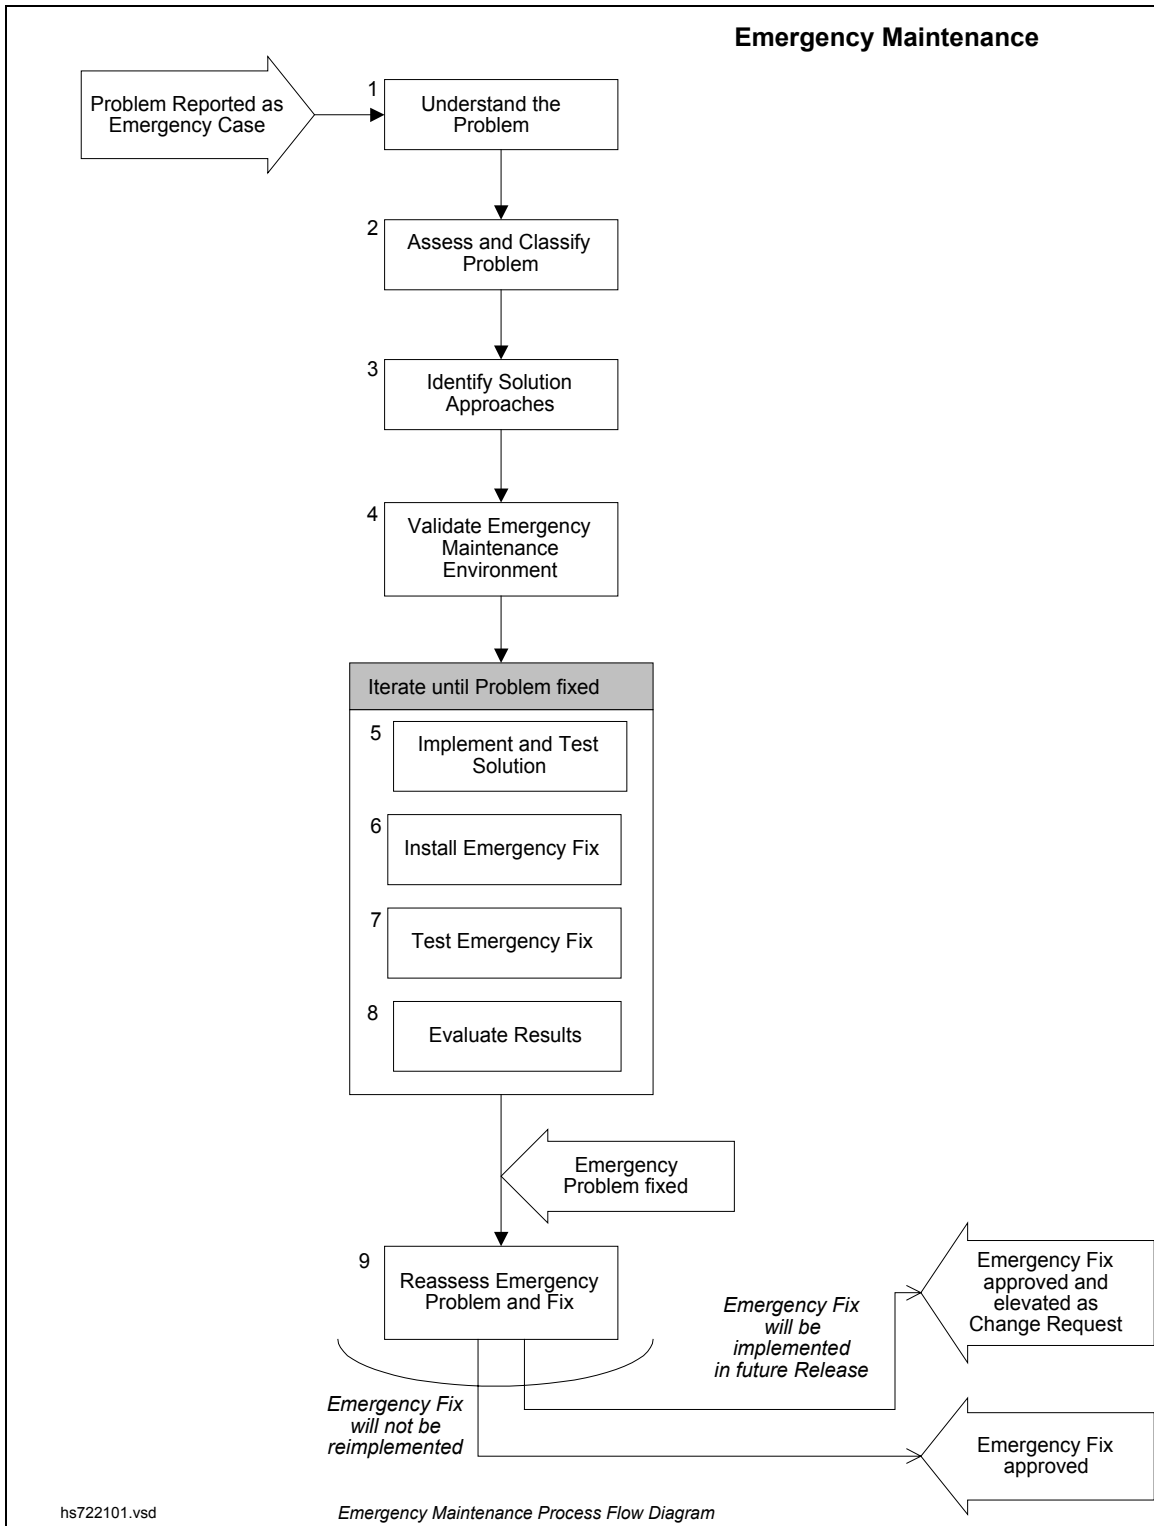 Emergency Maintenance
Problem Reported as
Emergency Case
1
Understand the
Problem
2
Assess and Classify
Problem
3
Identify Solution
Approaches
4
Validate Emergency
Maintenance
Environment
Iterate until Problem fixed
5
Implement and Test
Solution
6
Install Emergency Fix
7
Test Emergency Fix
8
Evaluate Results
Emergency
Problem fixed
9
Reassess Emergency
Problem and Fix
Emergency Fix
will be
implemented
in future Release
Emergency Fix
approved and
elevated as
Change Request
Emergency Fix
will not be
reimplemented
Emergency Fix
approved
hs722101.vsd
Emergency Maintenance Process Flow Diagram